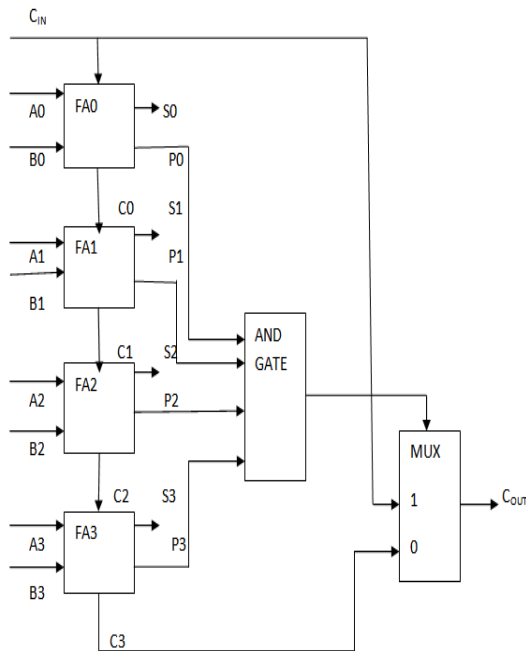 CIN
FA0
A0
S0
B0
P0
C0 S1
FA1
A1
P1
B1
C1 S2
FA2
A2
P2
B2
C2 S3
FA3
A3
P3
B3
C3
AND
GATE
MUX
1
0
COUT